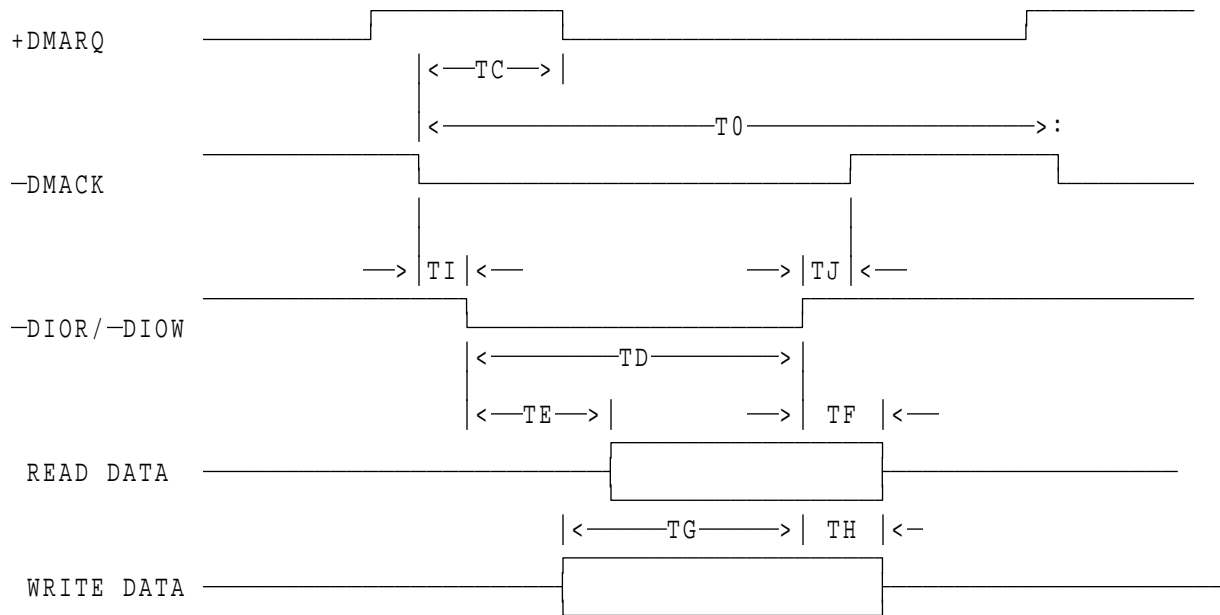 +DMARQ
TC
T0 :
—DMACK
TI TJ
—DIOR/—DIOW
TD
TE TF
READ DATA
TG TH
WRITE DATA